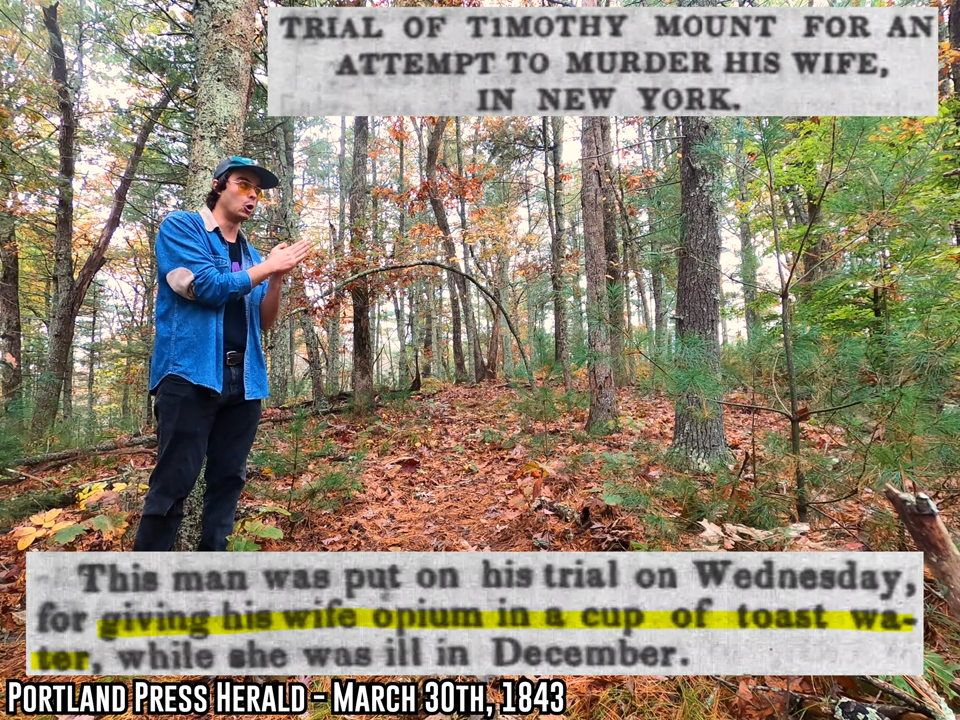 TRIAL OF T1MOTHY MOUNT FOR AN
ATTEMPT TO MURDER HIS WIFE,
IN NEW YORK.
This man was put on his trial on Wednesday,
for giving his wife opium in a cup of toast wa-
ter, while she was ill in December.
PORTLAND PRESS HERALD - MARCH 30TH, 1843